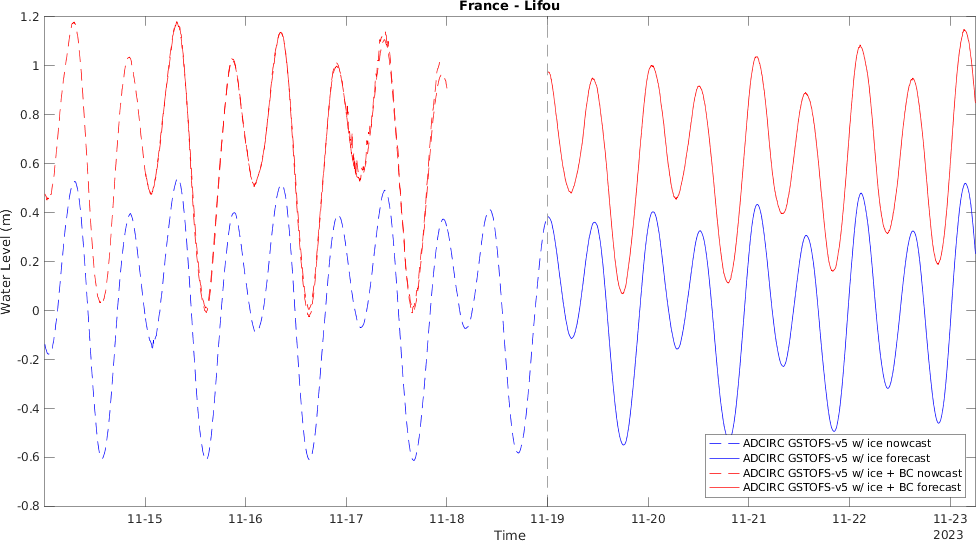 France - Lifou
1.2
1
0.8
0.6
0.4
0.2
0
-0.2
-0.4
-0.6
-0.8
Water Level (m)
ADCIRC GSTOFS-v5 w/ ice nowcast
ADCIRC GSTOFS-v5 w/ ice forecast
ADCIRC GSTOFS-v5 w/ ice + BC nowcast
ADCIRC GSTOFS-v5 w/ ice + BC forecast
11-15 11-16 11-17 11-18 11-19 11-20 11-21 11-22 11-23
Time 2023